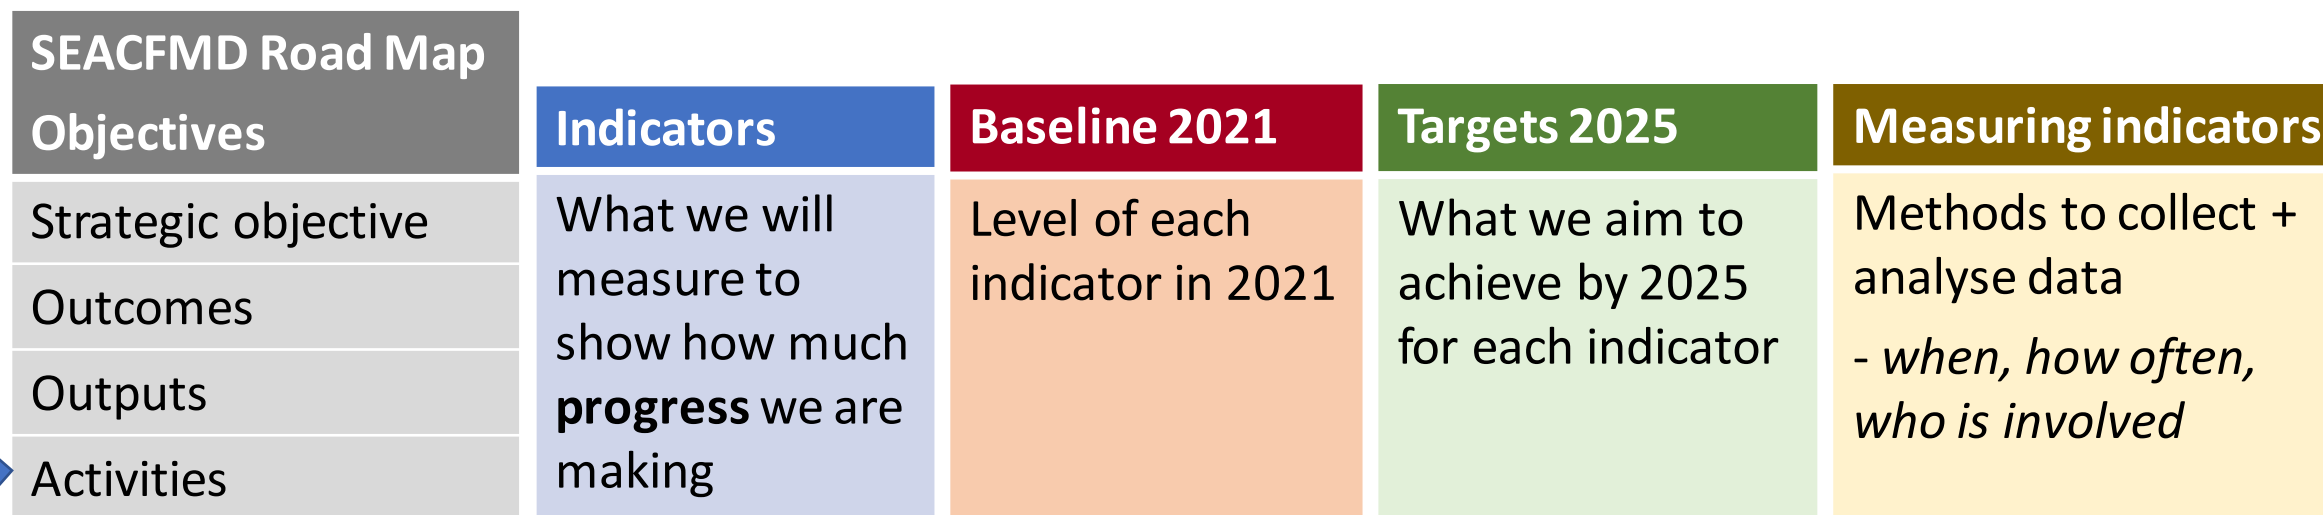 SEACFMD Road Map
Objectives
Strategic objective
Outcomes
Outputs
Activities
Indicators
What we will
measure to
show how much
progress we are
making
Baseline 2021
Level of each
indicator in 2021
Targets 2025
What we aim to
achieve by 2025
for each indicator
Measuring indicators
Methods to collect +
analyse data
- when, how often,
who is involved